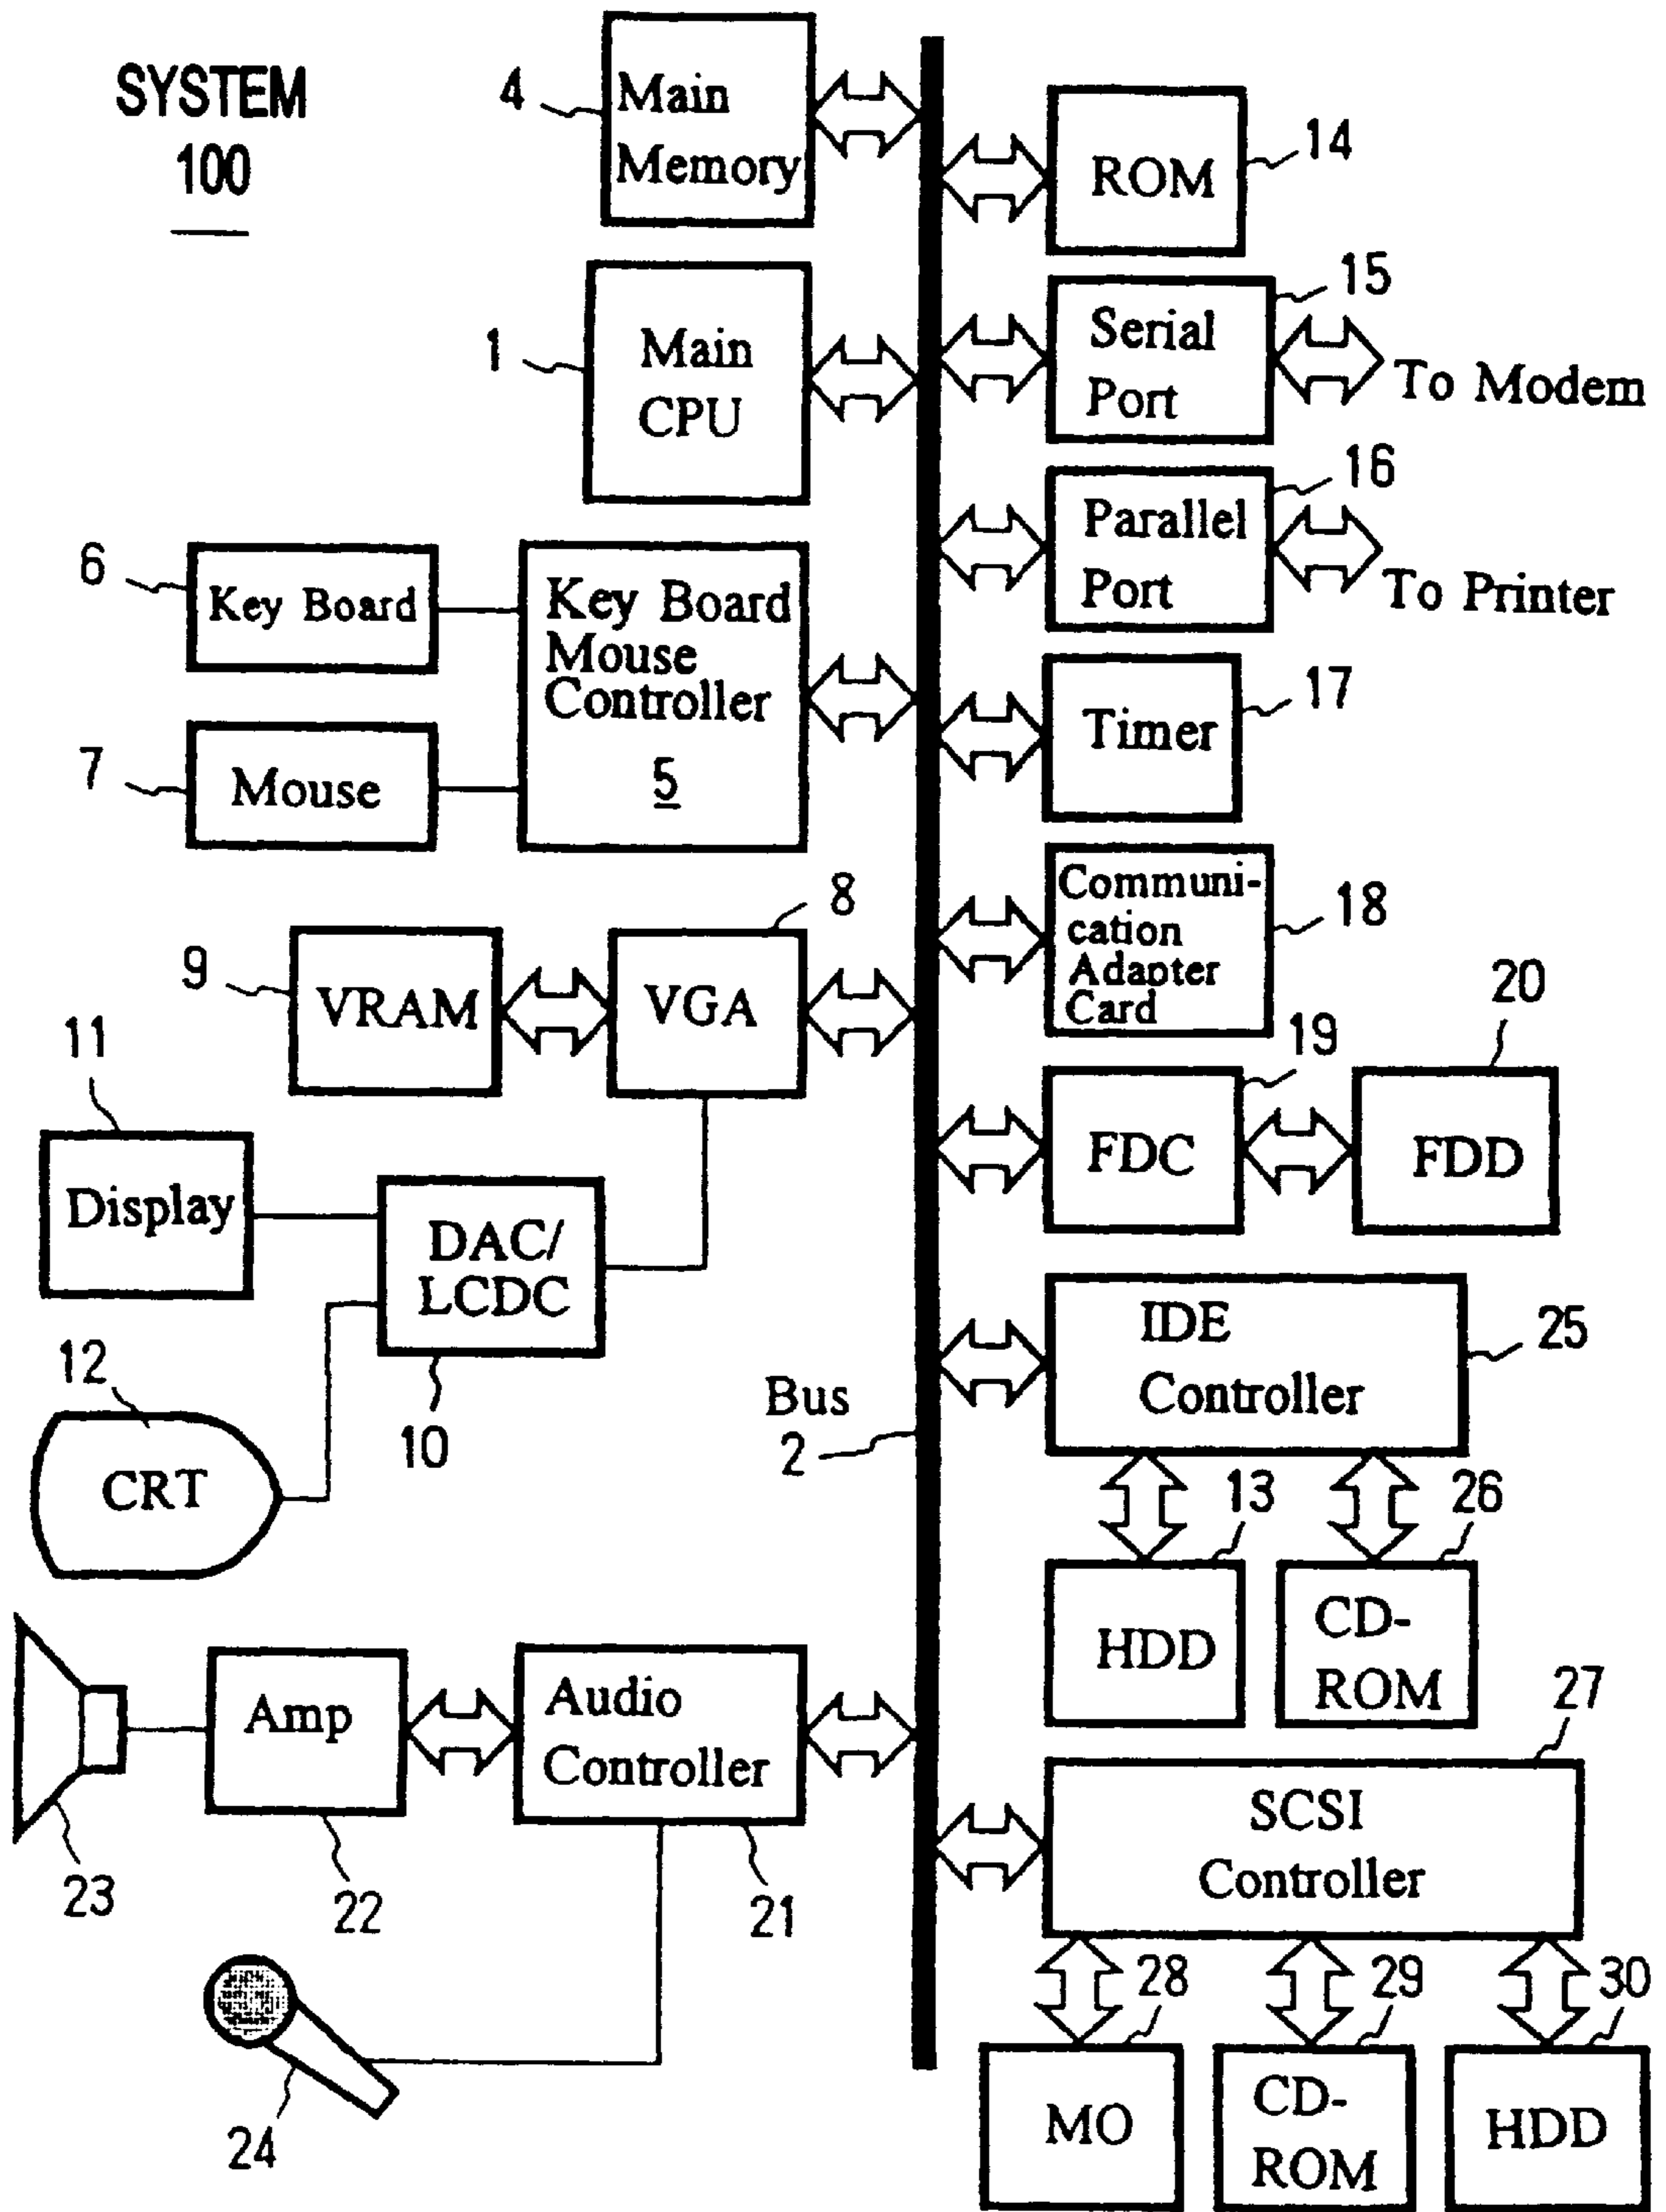 SYSTEM
100
4
Main
Memory
14
ROM
1
Main
CPU
15
Serial
Port
To Modem
16
Parallel
Port
To Printer
6
Key Board
7
Mouse
Key Board
Mouse
Controller
5
17
Timer
18
Communi-
cation
Adapter
Card
8
VGA
9
VRAM
11
Display
DAC/
LCDC
10
12
CRT
19
FDC
20
FDD
Bus
2
25
IDE
Controller
13
HDD
26
CD-
ROM
23
Amp
22
Audio
Controller
21
24
27
SCSI
Controller
28
MO
29
CD-
ROM
30
HDD